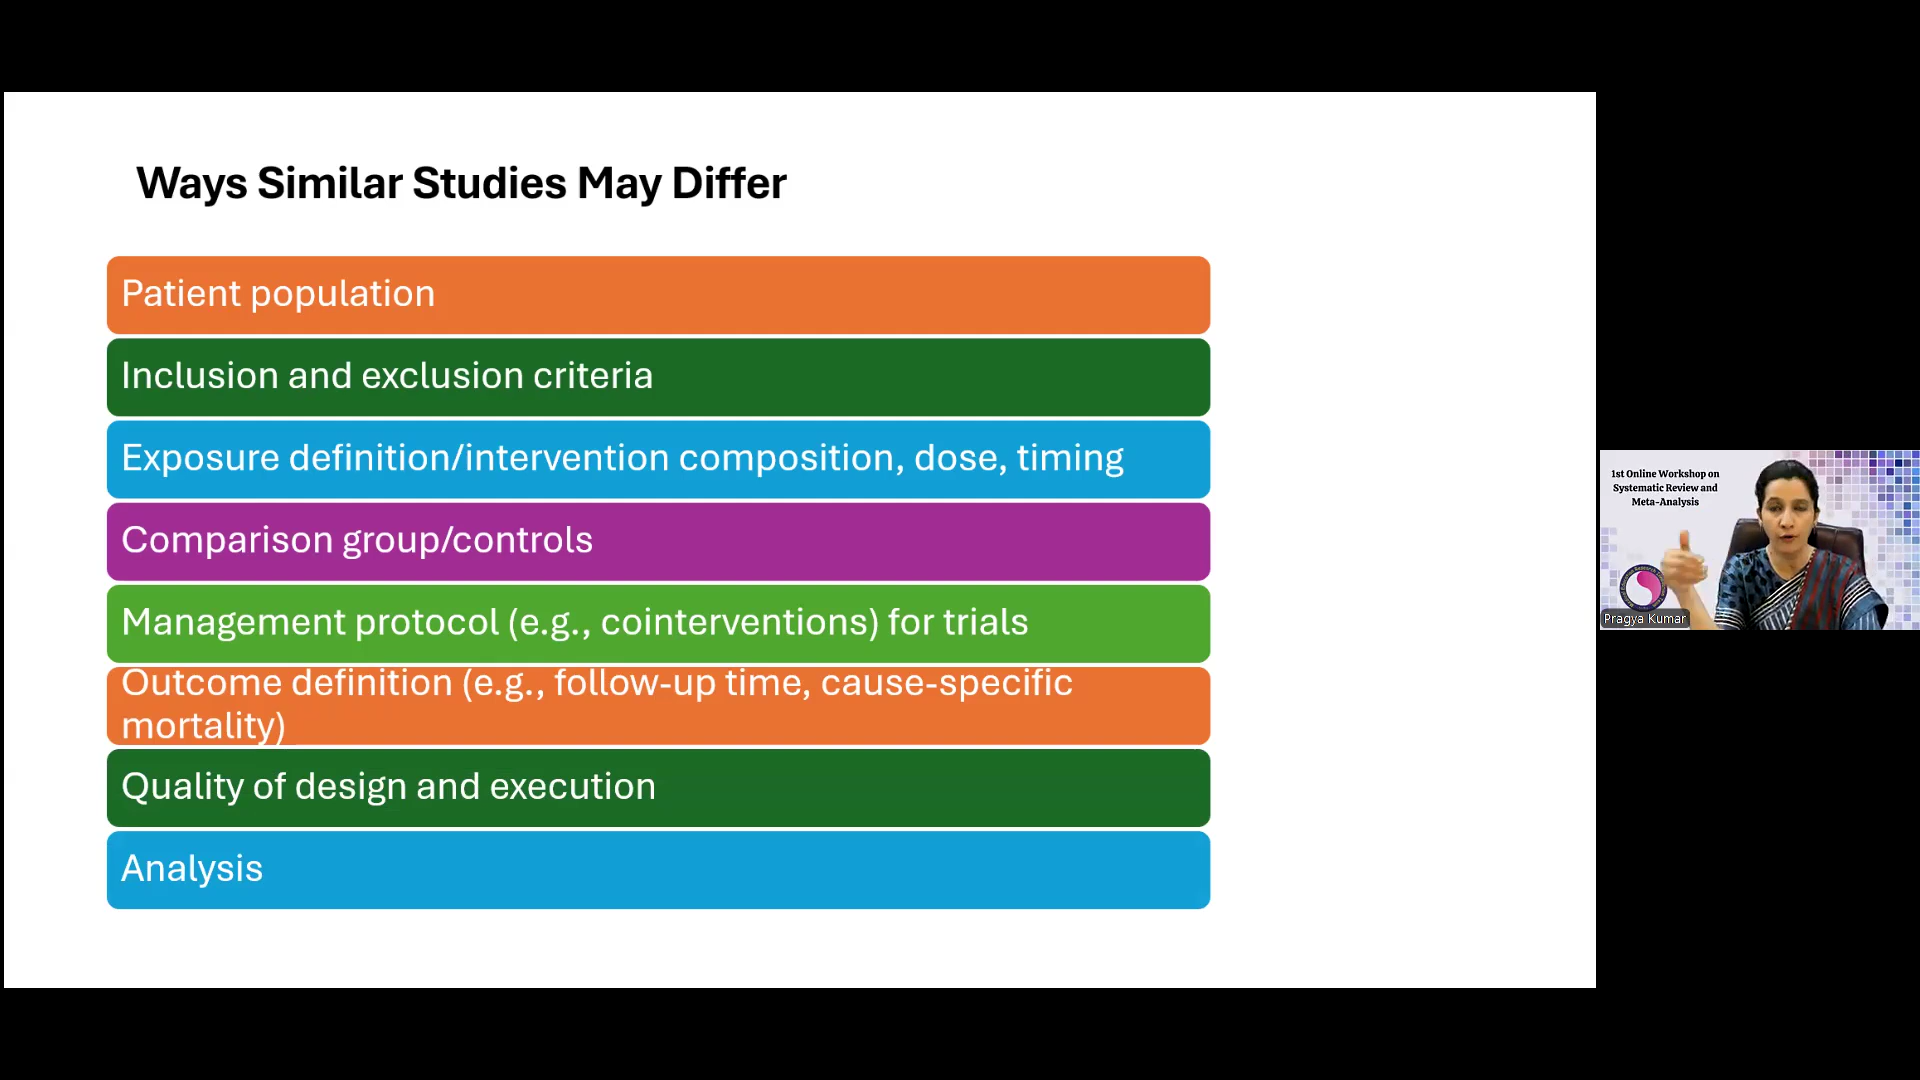 Ways Similar Studies May Differ
Patient population
Inclusion and exclusion criteria
Exposure definition/intervention composition, dose, timing
Comparison group/controls
Management protocol (e.g., cointerventions) for trials
Outcome definition (e.g., follow-up time, cause-specific
mortality)
Quality of design and execution
Analysis
1st Online Workshop on
Systematic Review and
Meta-Analysis
Pragya Kumar